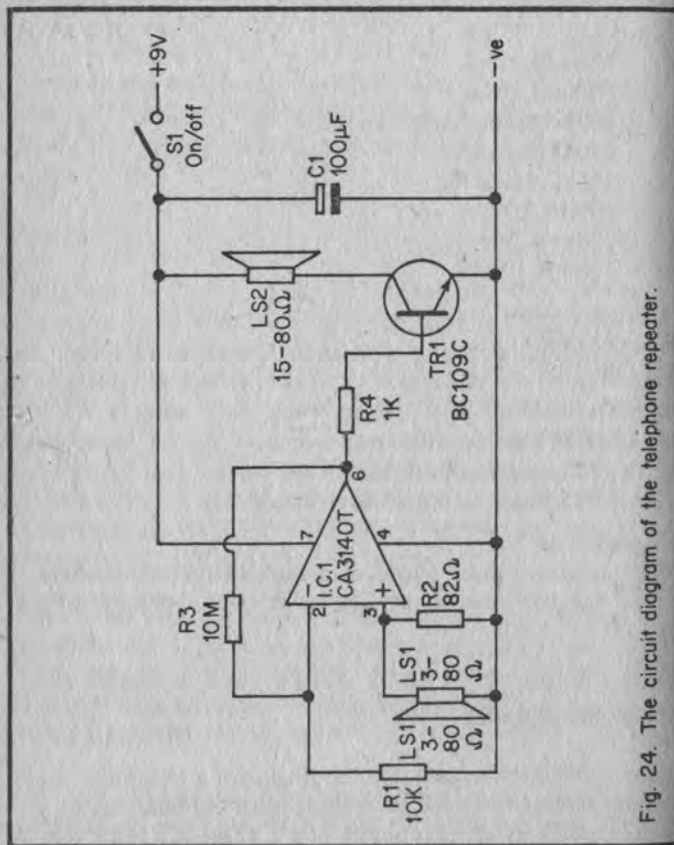 +9V
S1
On/off
C1
100µF
LS2
15-80Ω
TR1
BC109C
R4
1K
6
7
4
I.C.1
CA3140T
2
3
−
+
R3
10M
R2
82Ω
LS1
3-
80
Ω
LS1
3-
80
Ω
R1
10K
-ve
Fig. 24. The circuit diagram of the telephone repeater.